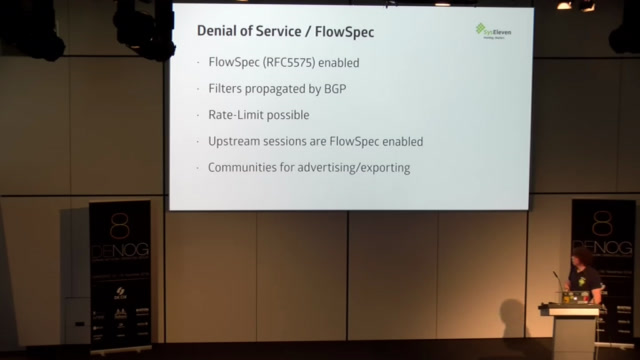 Denial of Service / FlowSpec
SysEleven
· FlowSpec (RFC5575) enabled
· Filters propagated by BGP
· Rate-Limit possible
· Upstream sessions are FlowSpec enabled
· Communities for advertising/exporting
8
DENOG
8
DENOG